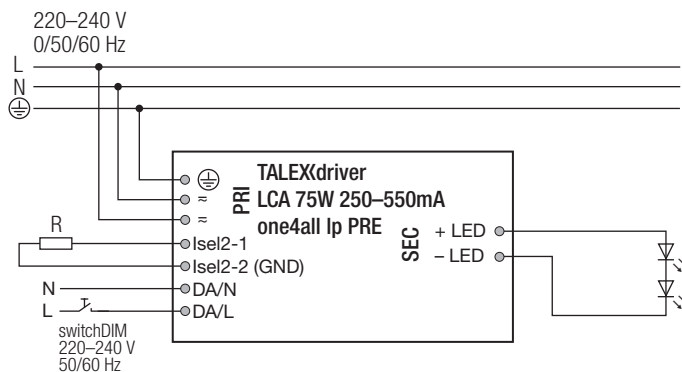 220–240 V
0/50/60 Hz
L
N
TALEXXdriver
LCA 75W 250–550mA
one4all lp PRE
PRI
≂
≂
R
Isel2-1
Isel2-2 (GND)
SEC
+ LED
– LED
N
DA/N
L
DA/L
switchDIM
220–240 V
50/60 Hz